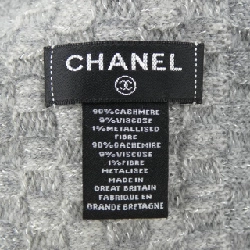 CHANEL
90% CASHMERE
9% VISCOSE
1% METALLISED
FIBRE
90% CACHEMIRE
9% VISCOSE
1% FIBRE
METALISEE
MADE IN
GREAT BRITAIN
FABRIQUE EN
GRANDE BRETAGNE